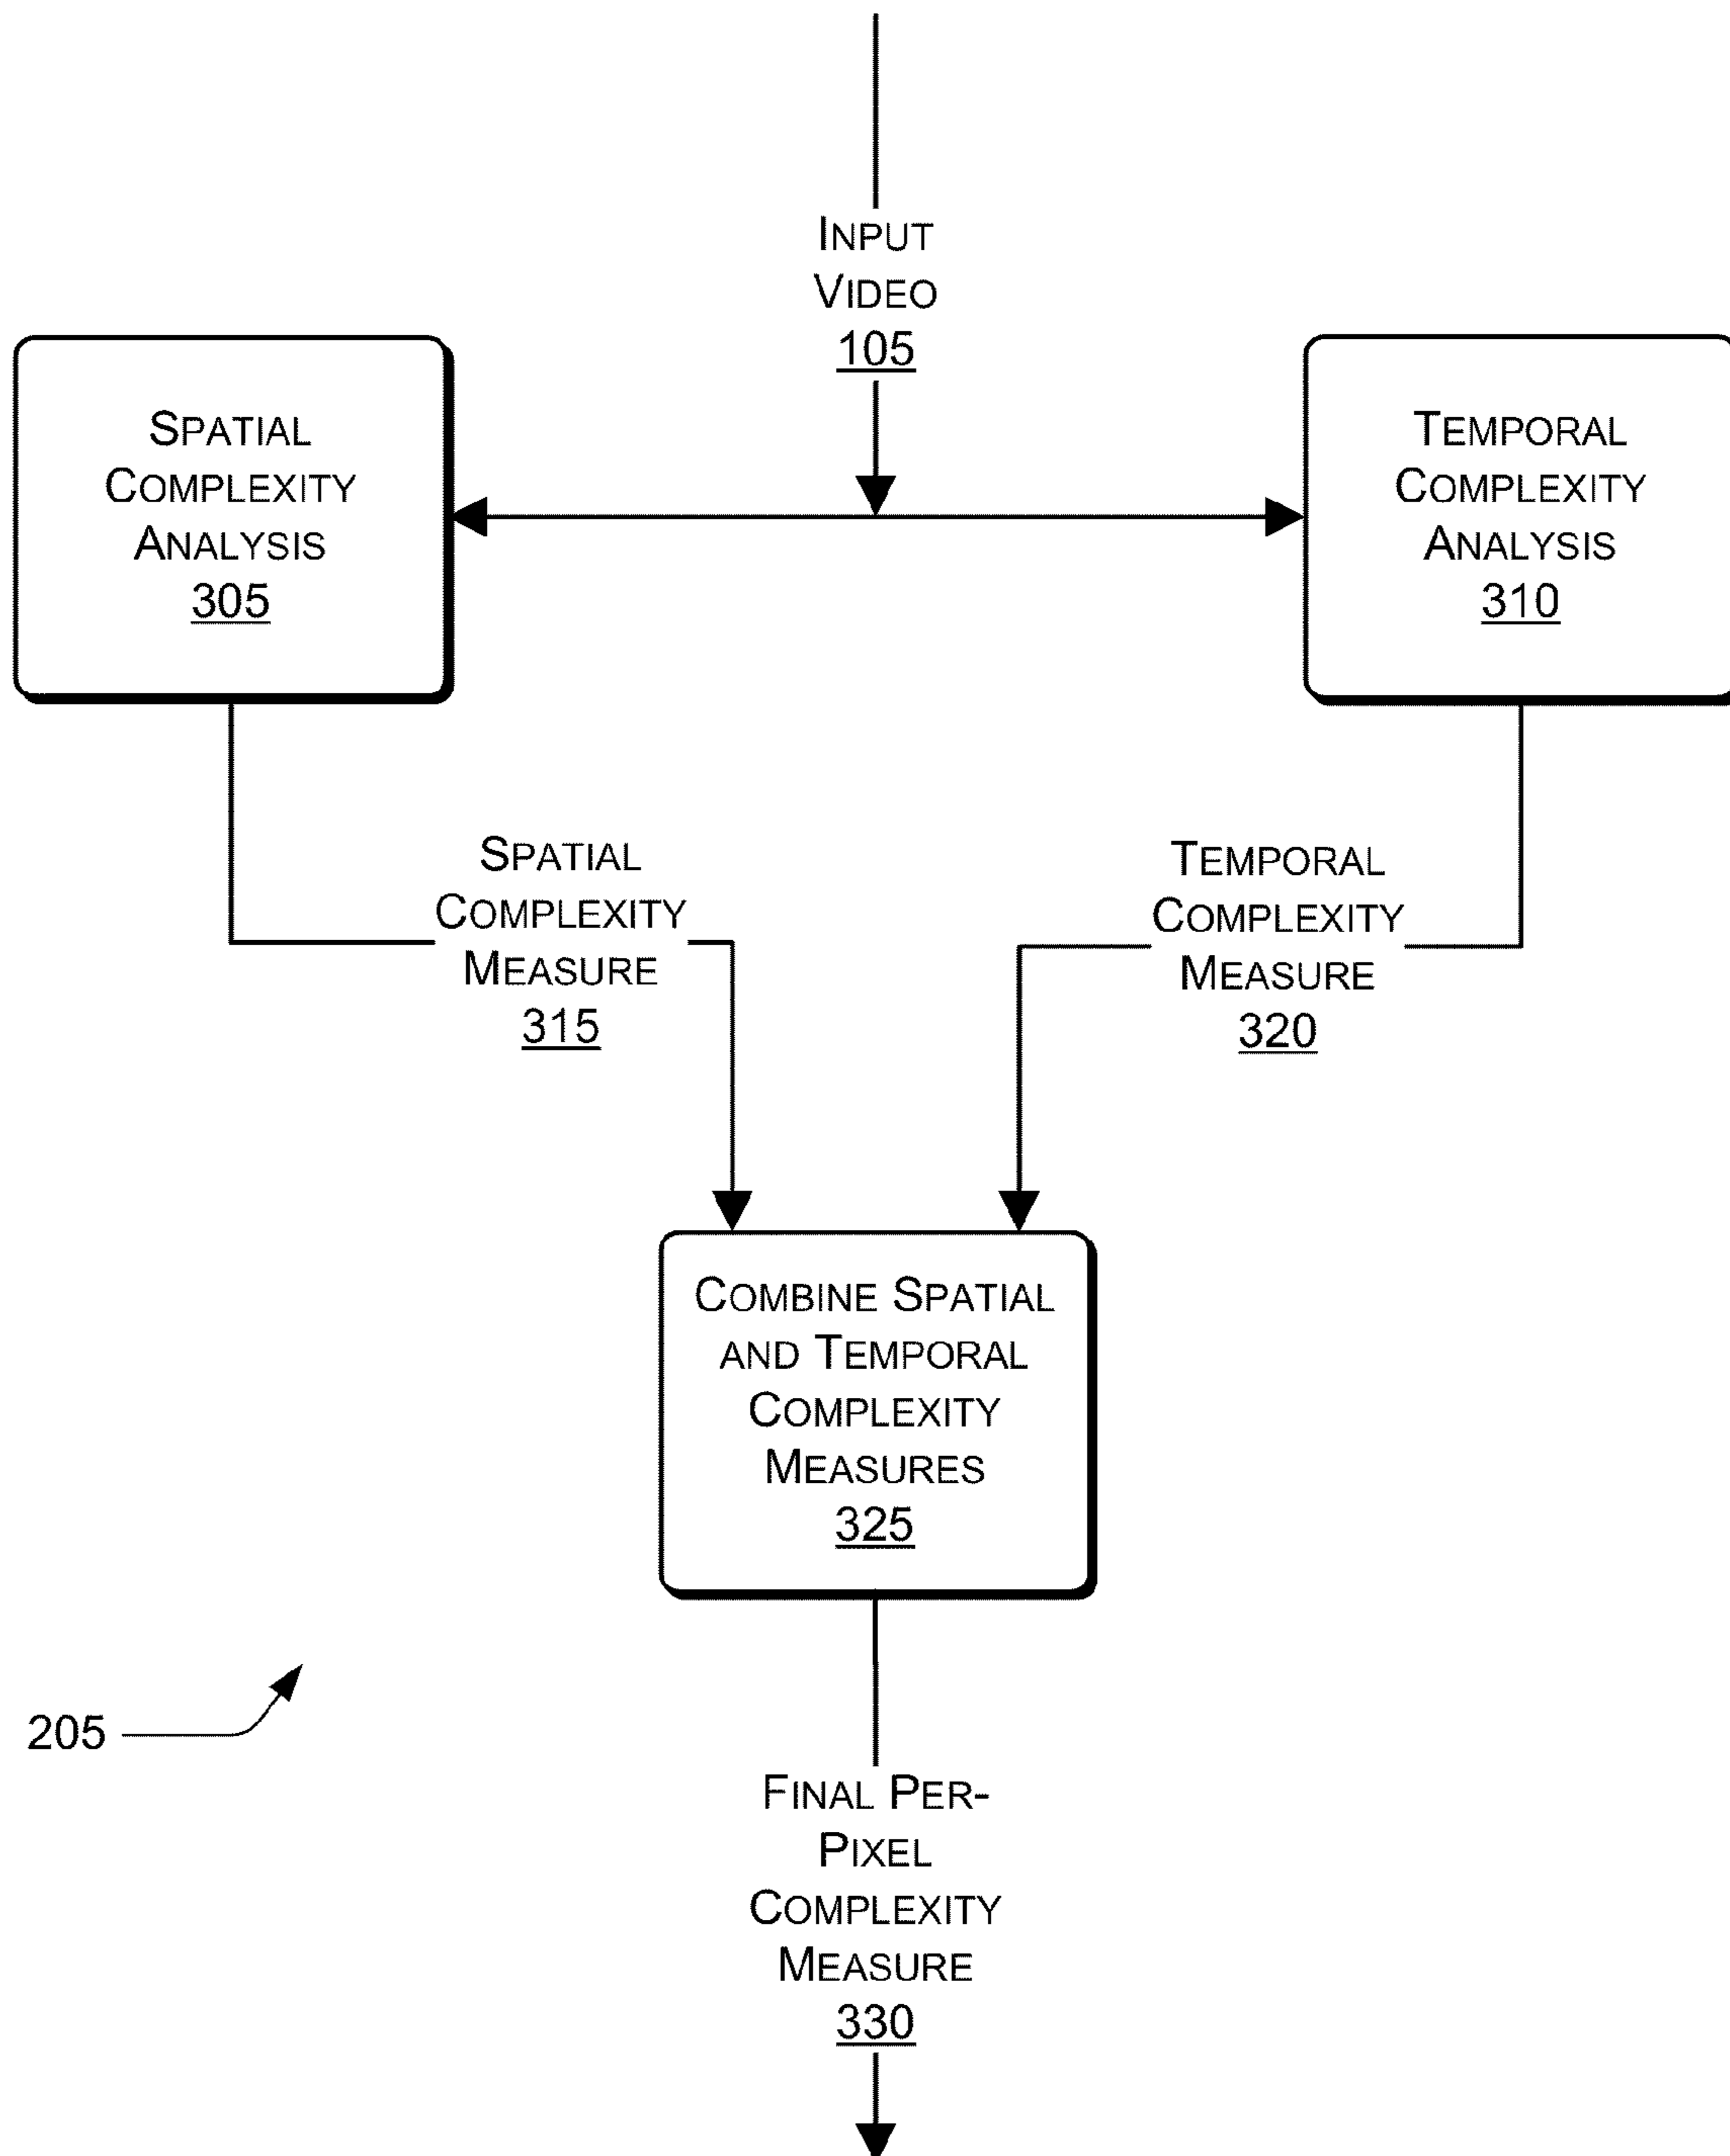 INPUT
VIDEO
105
SPATIAL
COMPLEXITY
ANALYSIS
305
TEMPORAL
COMPLEXITY
ANALYSIS
310
SPATIAL
COMPLEXITY
MEASURE
315
TEMPORAL
COMPLEXITY
MEASURE
320
COMBINE SPATIAL
AND TEMPORAL
COMPLEXITY
MEASURES
325
205
FINAL PER-
PIXEL
COMPLEXITY
MEASURE
330